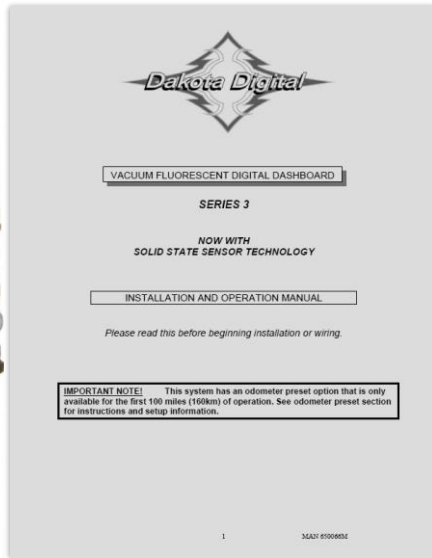 Dakota Digital
VACUUM FLUORESCENT DIGITAL DASHBOARD
SERIES 3
NOW WITH
SOLID STATE SENSOR TECHNOLOGY
INSTALLATION AND OPERATION MANUAL
Please read this before beginning installation or wiring.
IMPORTANT NOTE! This system has an odometer preset option that is only
available for the first 100 miles (160km) of operation. See odometer preset section
for instructions and setup information.
1 MAN 650066M